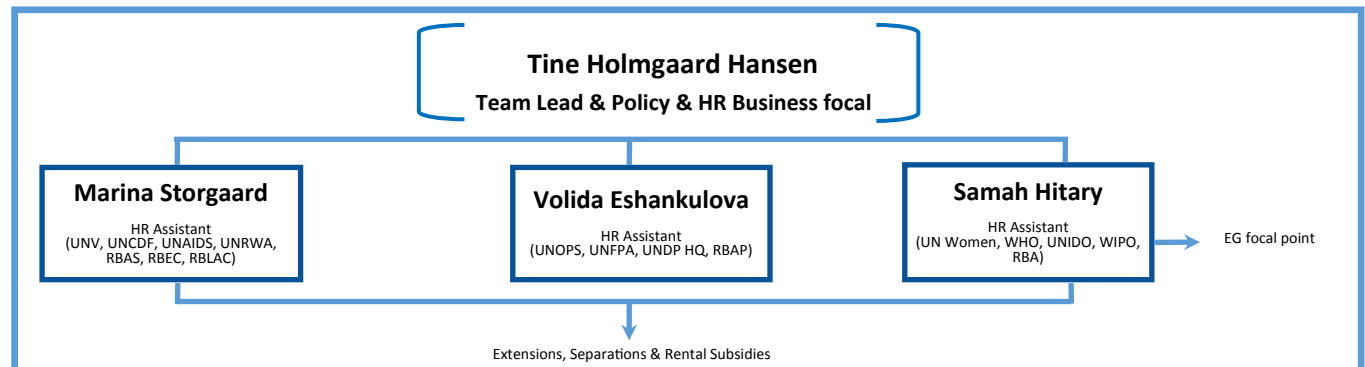 Tine Holmgaard Hansen
Team Lead & Policy & HR Business focal
Marina Storgaard
HR Assistant
(UNV, UNCDF, UNAIDS, UNRWA,
RBAS, RBEC, RBLAC)
Volida Eshankulova
HR Assistant
(UNOPS, UNFPA, UNDP HQ, RBAP)
Samah Hitary
HR Assistant
(UN Women, WHO, UNIDO, WIPO,
RBA)
EG focal point
Extensions, Separations & Rental Subsidies